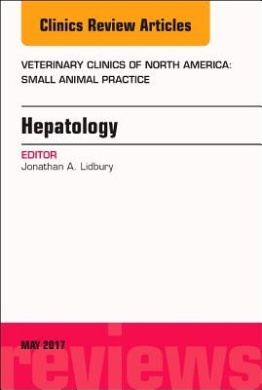 Clinics Review Articles
VETERINARY CLINICS OF NORTH AMERICA:
SMALL ANIMAL PRACTICE
Hepatology
EDITOR
Jonathan A. Lidbury
MAY 2017
reviews